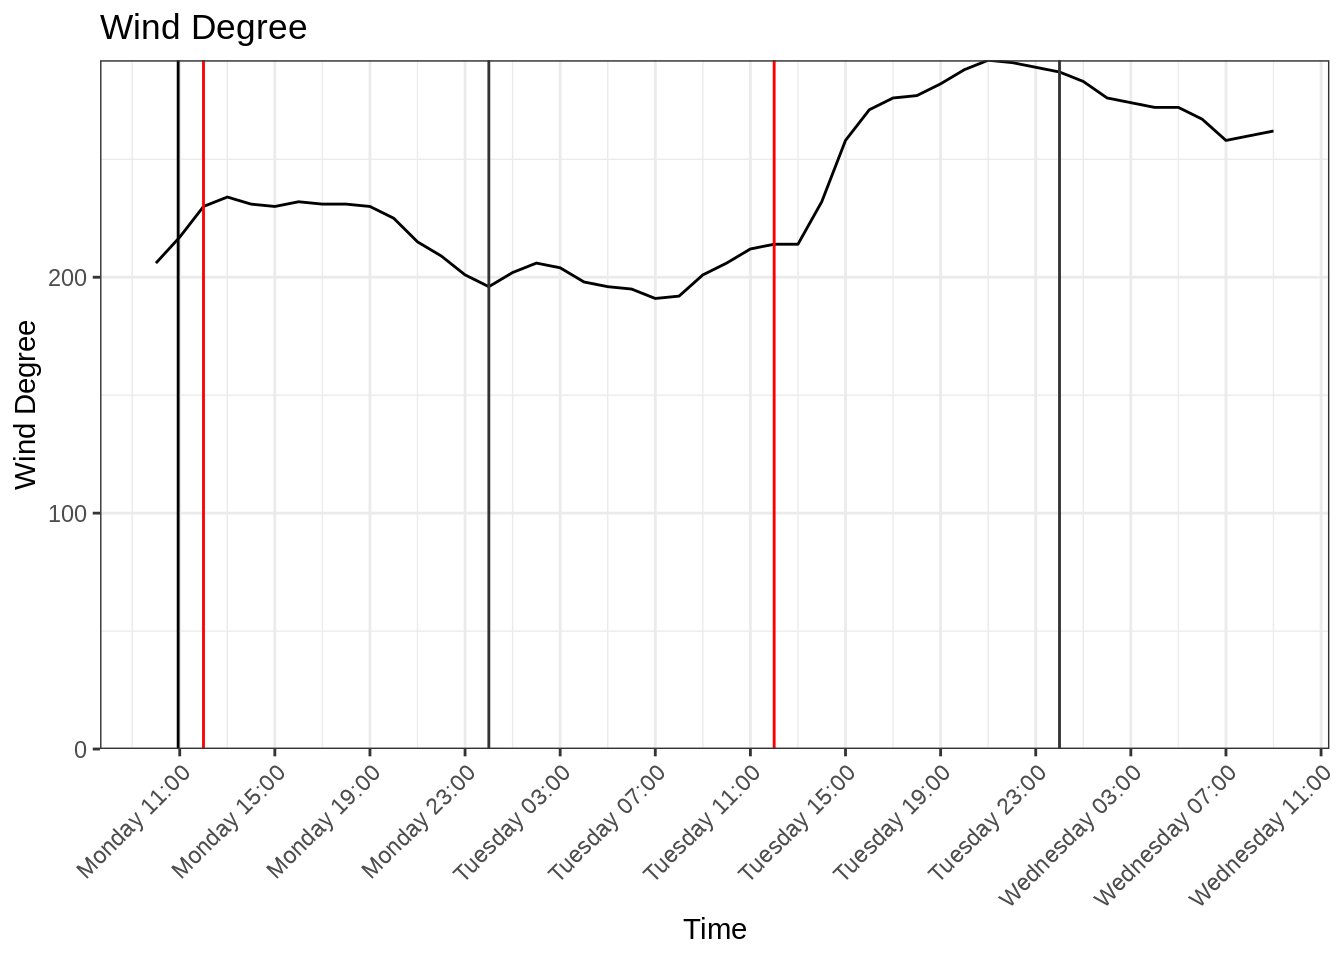 Wind Degree
Wind Degree
200
100
0
Monday 11:00
Monday 15:00
Monday 19:00
Monday 23:00
Tuesday 03:00
Tuesday 07:00
Tuesday 11:00
Tuesday 15:00
Tuesday 19:00
Tuesday 23:00
Wednesday 03:00
Wednesday 07:00
Wednesday 11:00
Time